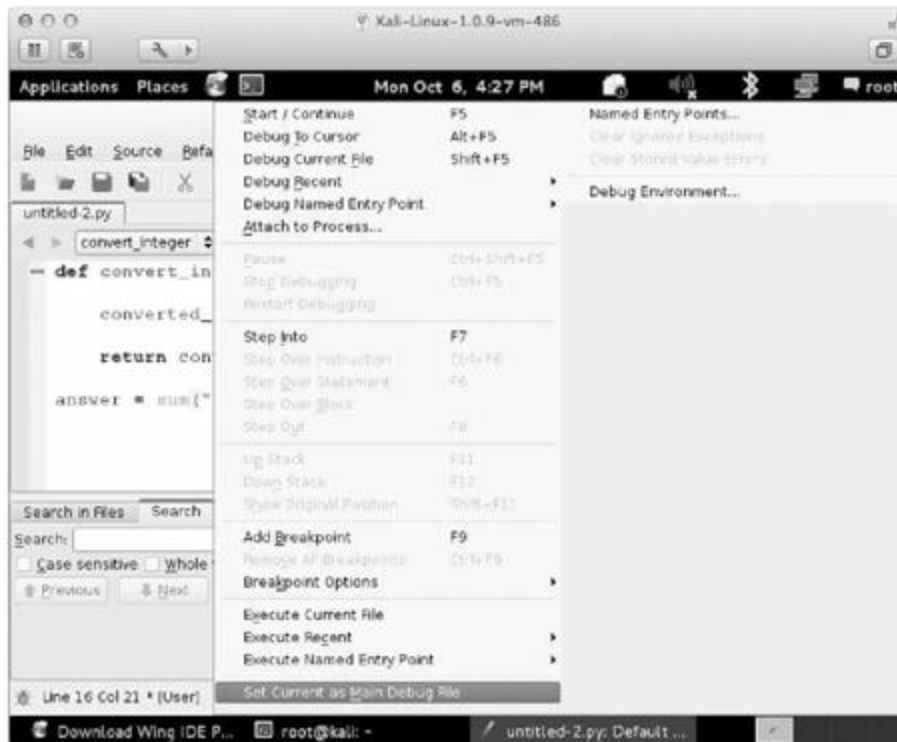 Kali-Linux-1.0.9-vm-486
Applications Places Mon Oct 6, 4:27 PM root
File Edit Source Refa
untitled-2.py
convert_integer
def convert_in
converted_
return con
answer = sum("
Search in Files Search
Search:
Case sensitive Whole
Previous Next
Line 16 Col 21 * [User]
Start / Continue F5
Debug To Cursor Alt+F5
Debug Current File Shift+F5
Debug Recent
Debug Named Entry Point
Attach to Process...
Pause Ctrl+Shift+F5
Stop Debugging Ctrl+F5
Restart Debugging
Step Into F7
Step Over Instruction Ctrl+F6
Step Over Statement F6
Step Over Block
Step Out F8
Up Stack F11
Down Stack F12
Show Original Position Shift+F11
Add Breakpoint F9
Remove All Breakpoints Ctrl+F9
Breakpoint Options
Execute Current File
Execute Recent
Execute Named Entry Point
Set Current as Main Debug File
Named Entry Points...
Clear Ignored Exceptions
Clear Stored Value Errors
Debug Environment...
Download Wing IDE P... root@kali: ~ untitled-2.py: Default ...